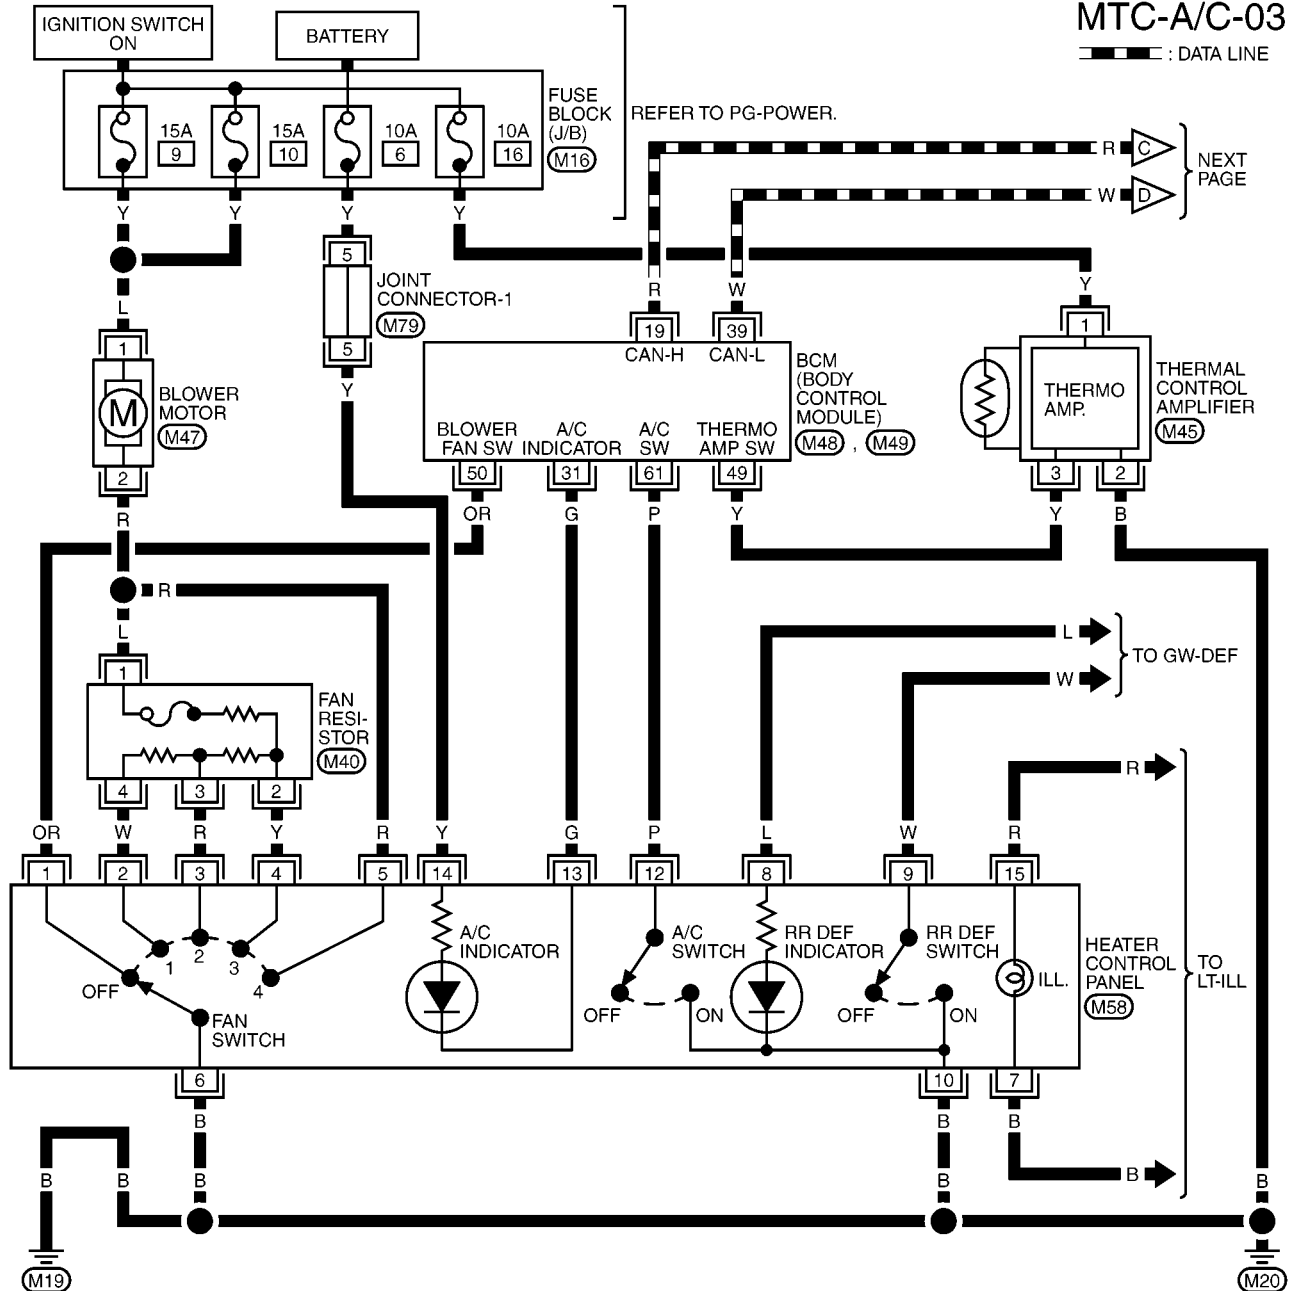 MTC-A/C-03
: DATA LINE
IGNITION SWITCH
ON
BATTERY
FUSE
BLOCK
(J/B)
M16
REFER TO PG-POWER.
15A
9
15A
10
10A
6
10A
16
R
C
W
D
NEXT
PAGE
Y
Y
Y
Y
5
JOINT
CONNECTOR-1
M79
5
Y
L
1
M
BLOWER
MOTOR
M47
2
R
R
W
19
39
CAN-H
CAN-L
BCM
(BODY
CONTROL
MODULE)
M48 , M49
BLOWER
FAN SW
A/C
INDICATOR
A/C
SW
THERMO
AMP SW
50
31
61
49
OR
G
P
Y
Y
1
THERMO
AMP.
THERMAL
CONTROL
AMPLIFIER
M45
3
2
Y
B
R
L
1
FAN
RESI-
STOR
M40
4
3
2
L
W
TO GW-DEF
R
OR
W
R
Y
R
Y
G
P
L
W
R
1
2
3
4
5
14
13
12
8
9
15
OFF
1
2
3
4
FAN
SWITCH
A/C
INDICATOR
A/C
SWITCH
OFF
ON
RR DEF
INDICATOR
RR DEF
SWITCH
OFF
ON
ILL.
HEATER
CONTROL
PANEL
M58
TO
LT-ILL
6
10
7
B
B
B
B
B
B
B
B
B
M19
M20